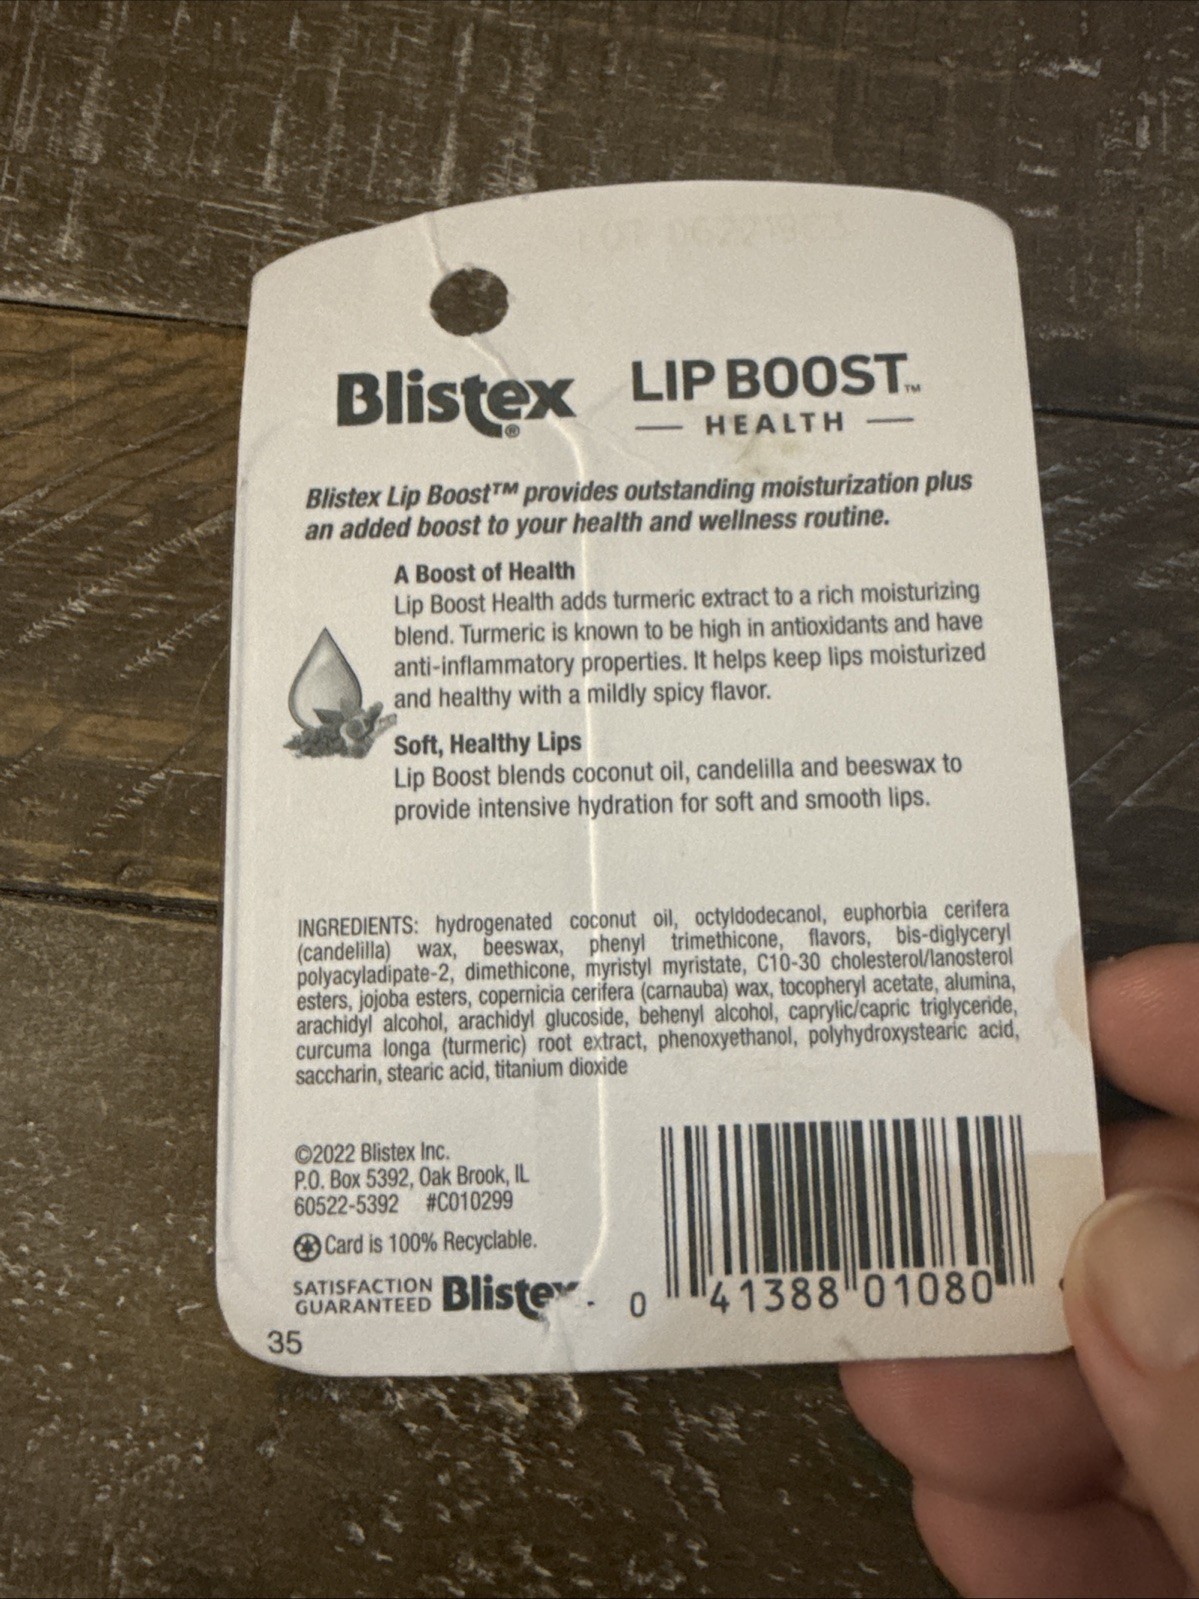 Blistex® LIP BOOST™
HEALTH
Blistex Lip Boost™ provides outstanding moisturization plus
an added boost to your health and wellness routine.
A Boost of Health
Lip Boost Health adds turmeric extract to a rich moisturizing
blend. Turmeric is known to be high in antioxidants and have
anti-inflammatory properties. It helps keep lips moisturized
and healthy with a mildly spicy flavor.
Soft, Healthy Lips
Lip Boost blends coconut oil, candelilla and beeswax to
provide intensive hydration for soft and smooth lips.
INGREDIENTS: hydrogenated coconut oil, octyldodecanol, euphorbia cerifera
(candelilla) wax, beeswax, phenyl trimethicone, flavors, bis-diglyceryl
polyacyladipate-2, dimethicone, myristyl myristate, C10-30 cholesterol/lanosterol
esters, jojoba esters, copernicia cerifera (carnauba) wax, tocopheryl acetate, alumina,
arachidyl alcohol, arachidyl glucoside, behenyl alcohol, caprylic/capric triglyceride,
curcuma longa (turmeric) root extract, phenoxyethanol, polyhydroxystearic acid,
saccharin, stearic acid, titanium dioxide
©2022 Blistex Inc.
P.O. Box 5392, Oak Brook, IL
60522-5392 #C010299
Card is 100% Recyclable.
SATISFACTION
GUARANTEED Blistex
0 41388 01080
35